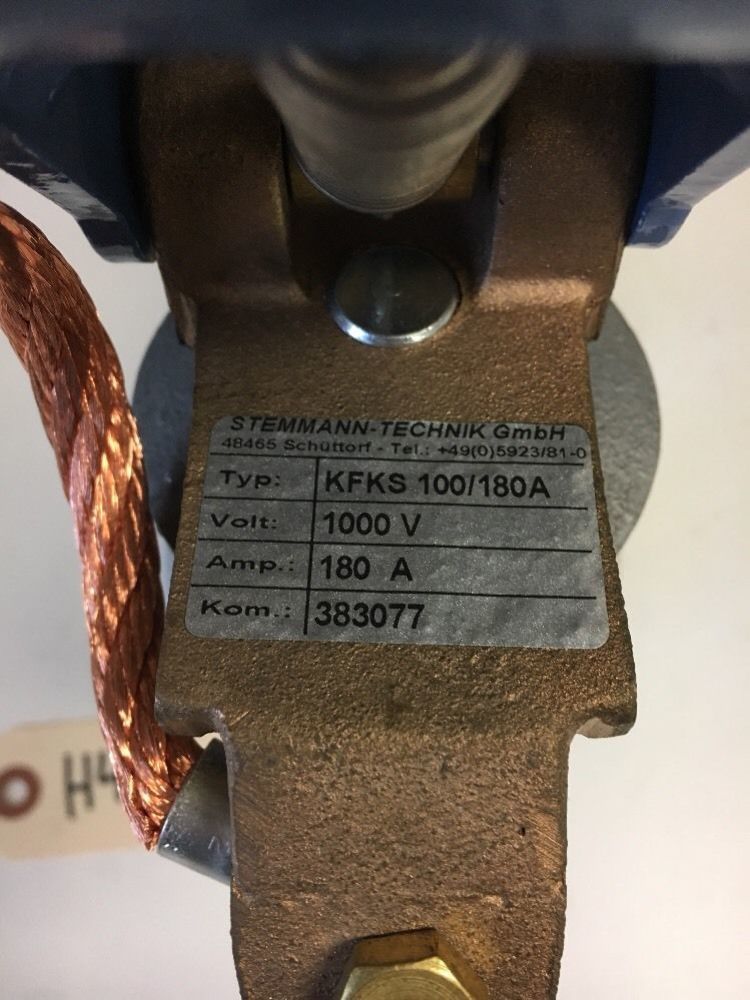 STEMMANN-TECHNIK GmbH
48465 Schüttorf - Tel.: +49(0)5923/81-0
Typ: KFKS 100/180A
Volt: 1000 V
Amp.: 180 A
Kom.: 383077